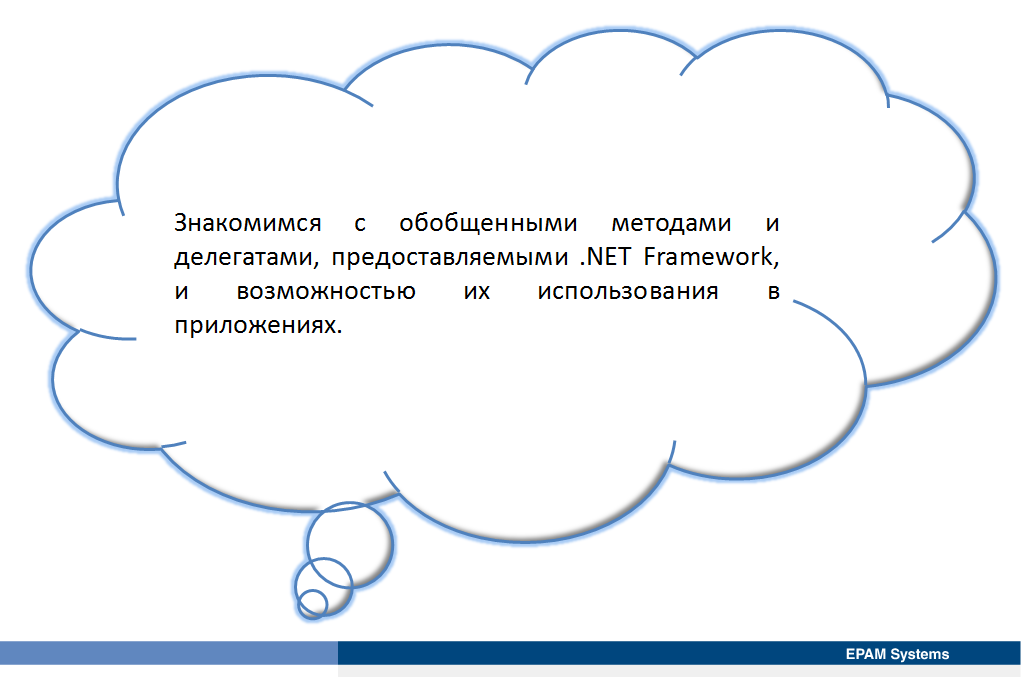 Знакомимся с обобщенными методами и
делегатами, предоставляемыми .NET Framework,
и возможностью их использования в
приложениях.
EPAM Systems